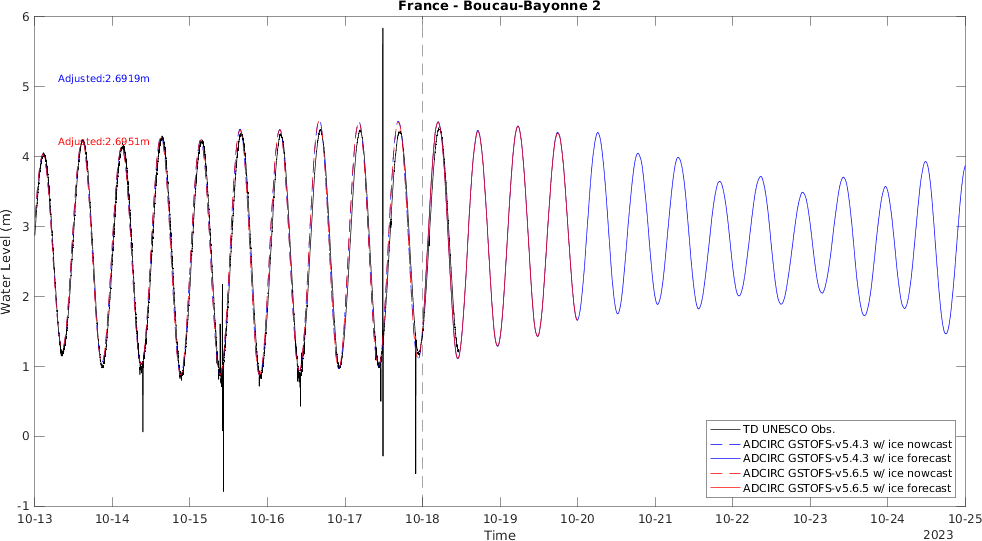 France - Boucau-Bayonne 2
6
5
4
3
2
1
0
-1
Water Level (m)
Adjusted:2.6919m
Adjusted:2.6951m
TD UNESCO Obs.
ADCIRC GSTOFS-v5.4.3 w/ ice nowcast
ADCIRC GSTOFS-v5.4.3 w/ ice forecast
ADCIRC GSTOFS-v5.6.5 w/ ice nowcast
ADCIRC GSTOFS-v5.6.5 w/ ice forecast
10-13 10-14 10-15 10-16 10-17 10-18 10-19 10-20 10-21 10-22 10-23 10-24 10-25
Time
2023